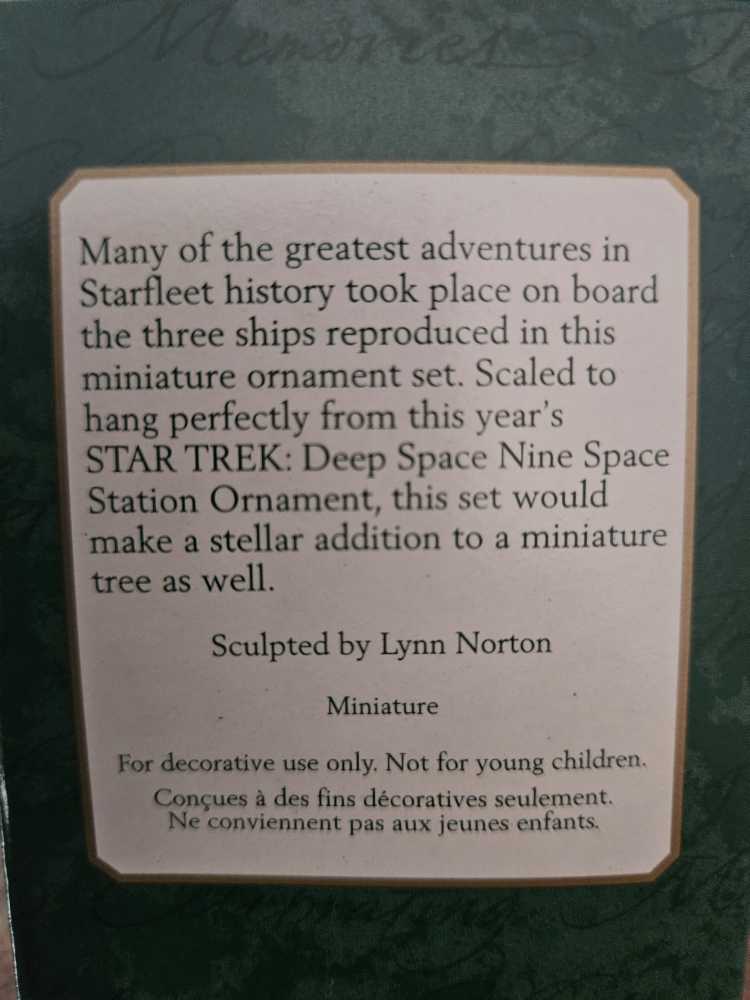 Memories
Many of the greatest adventures in
Starfleet history took place on board
the three ships reproduced in this
miniature ornament set. Scaled to
hang perfectly from this year's
STAR TREK: Deep Space Nine Space
Station Ornament, this set would
make a stellar addition to a miniature
tree as well.
Sculpted by Lynn Norton
Miniature
For decorative use only. Not for young children.
Conçues à des fins décoratives seulement.
Ne conviennent pas aux jeunes enfants.